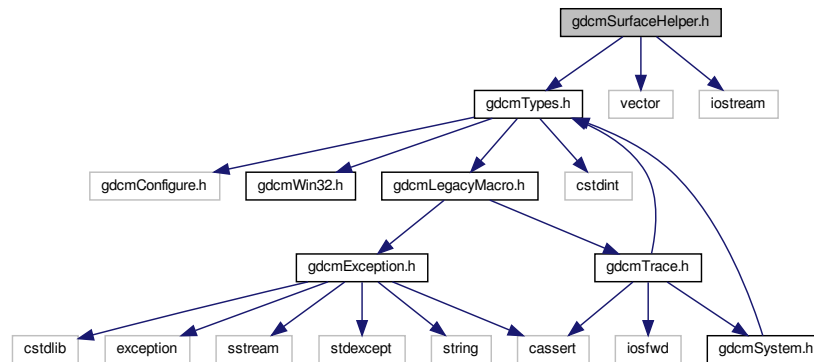 gdcmSurfaceHelper.h
gdcmTypes.h
vector
iostream
gdcmConfigure.h
gdcmWin32.h
gdcmLegacyMacro.h
cstdint
gdcmException.h
gdcmTrace.h
cstdlib
exception
sstream
stdexcept
string
cassert
iosfwd
gdcmSystem.h